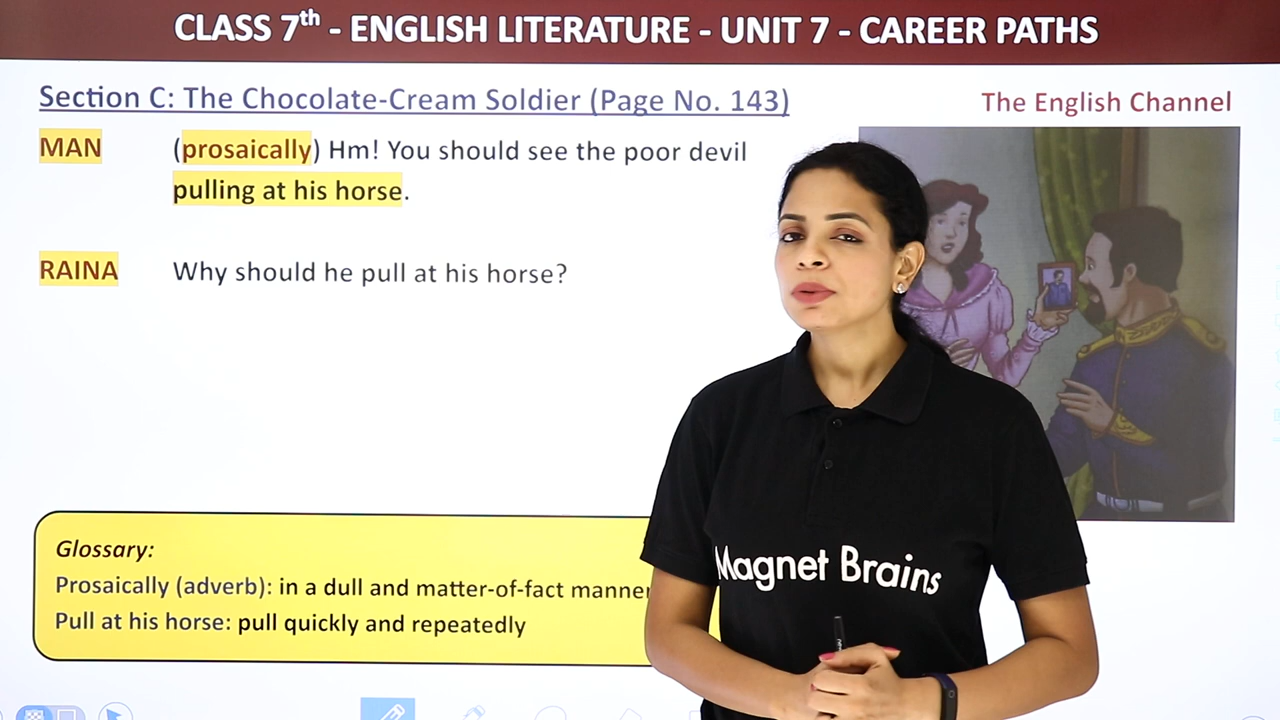 CLASS 7th - ENGLISH LITERATURE - UNIT 7 - CAREER PATHS
Section C: The Chocolate-Cream Soldier (Page No. 143)
The English Channel
MAN (prosaically) Hm! You should see the poor devil
pulling at his horse.
RAINA Why should he pull at his horse?
Glossary:
Prosaically (adverb): in a dull and matter-of-fact manner
Pull at his horse: pull quickly and repeatedly
Magnet Brains